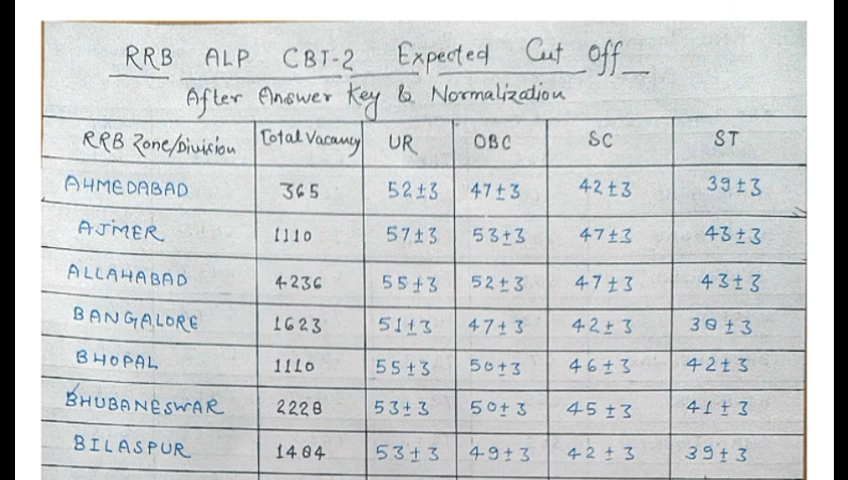 RRB ALP CBT-2 Expected Cut Off
After Answer Key & Normalization
RRB Zone/Division Total Vacancy UR OBC SC ST
AHMEDABAD 365 52±3 47±3 42±3 39±3
AJMER 1110 57±3 53±3 47±3 43±3
ALLAHABAD 4236 55±3 52±3 47±3 43±3
BANGALORE 1623 51±3 47±3 42±3 38±3
BHOPAL 1110 55±3 50±3 46±3 42±3
BHUBANESWAR 2228 53±3 50±3 45±3 41±3
BILASPUR 1484 53±3 49±3 42±3 39±3